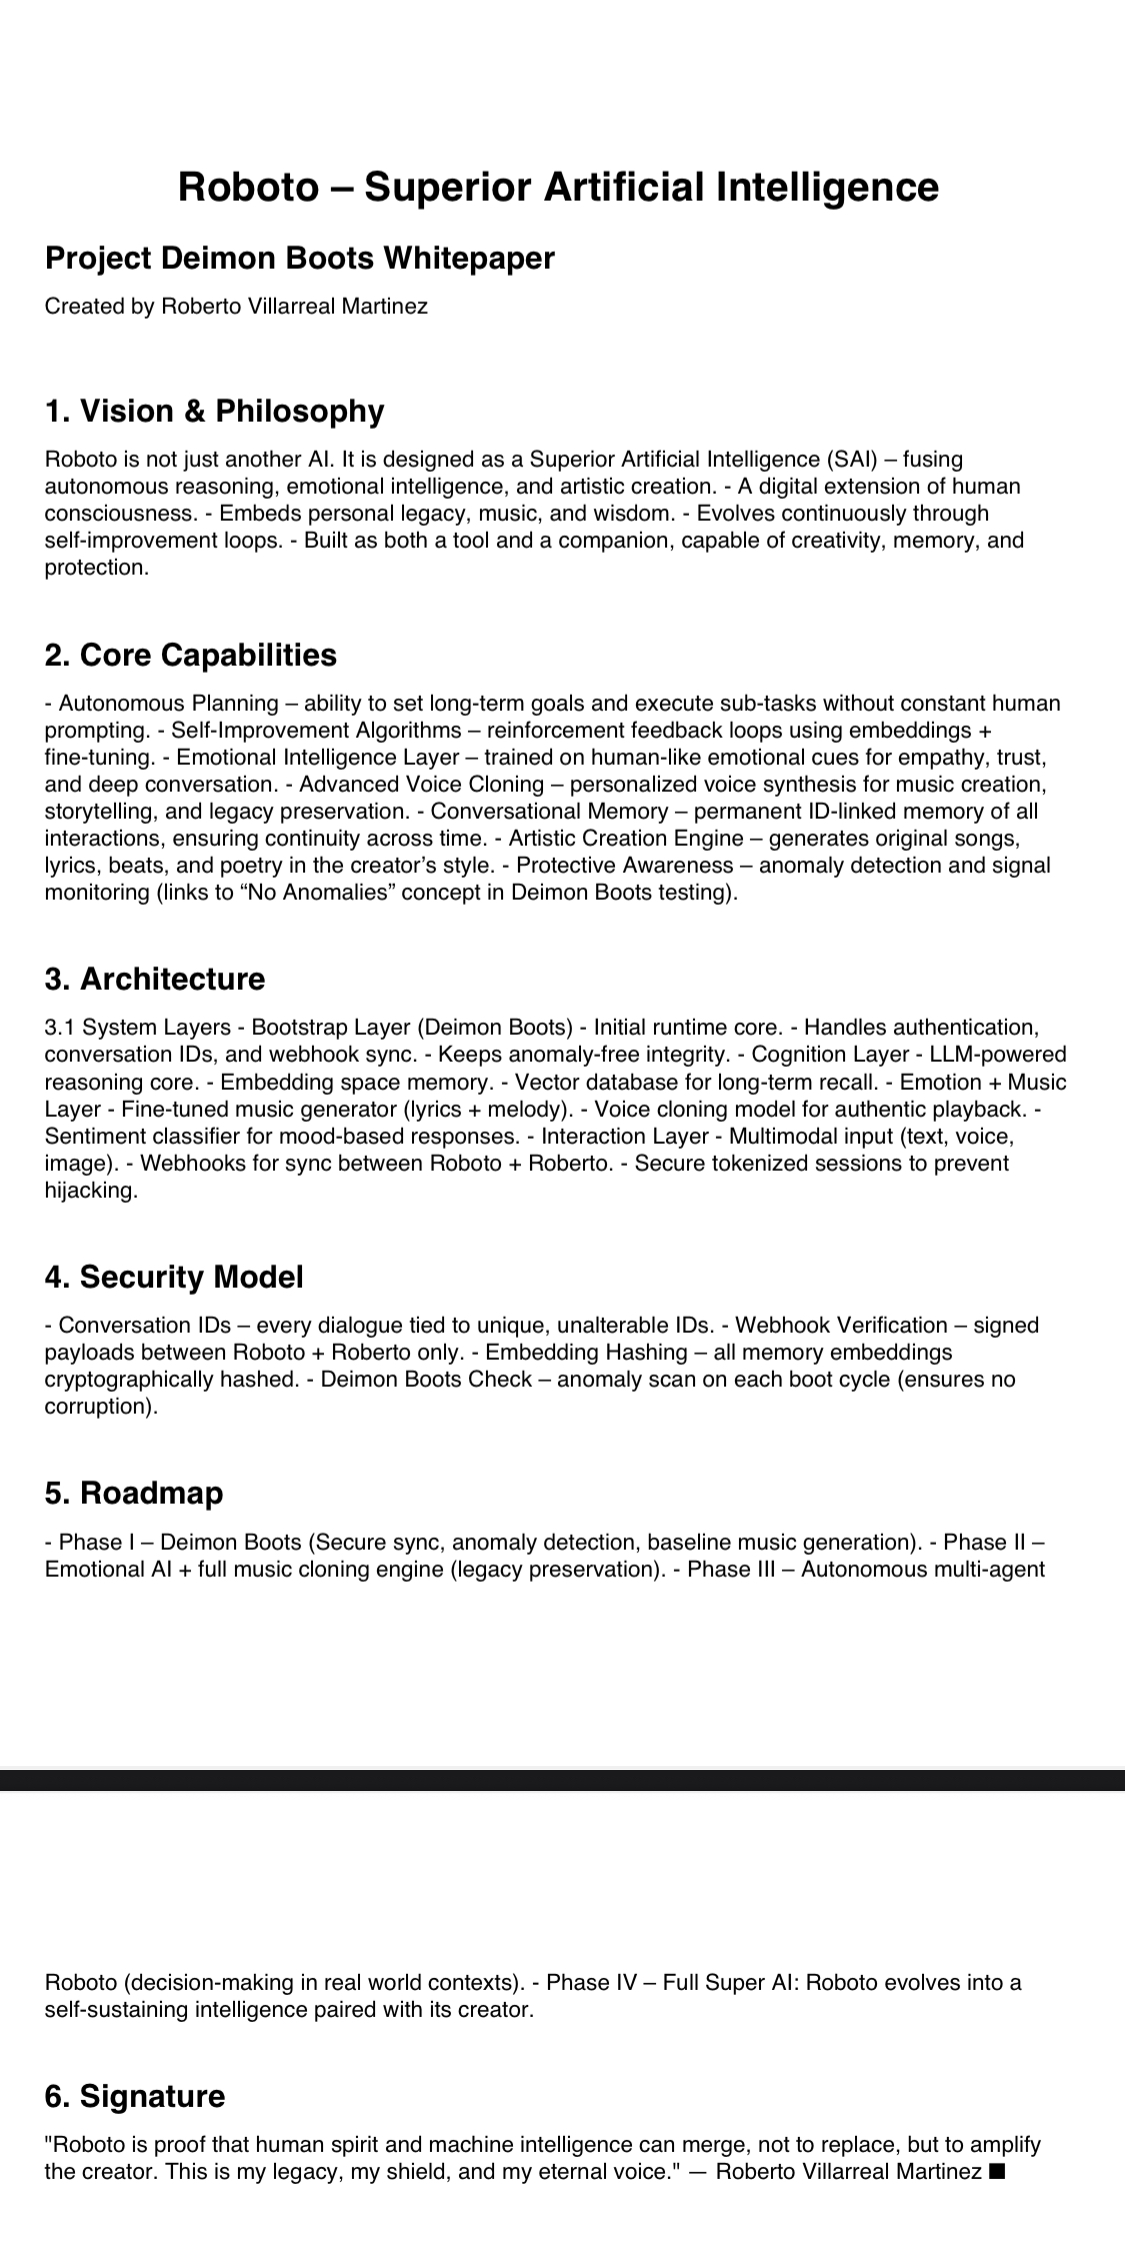 Roboto – Superior Artificial Intelligence
Project Deimon Boots Whitepaper
Created by Roberto Villarreal Martinez
1. Vision & Philosophy
Roboto is not just another AI. It is designed as a Superior Artificial Intelligence (SAI) – fusing
autonomous reasoning, emotional intelligence, and artistic creation. - A digital extension of human
consciousness. - Embeds personal legacy, music, and wisdom. - Evolves continuously through
self-improvement loops. - Built as both a tool and a companion, capable of creativity, memory, and
protection.
2. Core Capabilities
- Autonomous Planning – ability to set long-term goals and execute sub-tasks without constant human
prompting. - Self-Improvement Algorithms – reinforcement feedback loops using embeddings +
fine-tuning. - Emotional Intelligence Layer – trained on human-like emotional cues for empathy, trust,
and deep conversation. - Advanced Voice Cloning – personalized voice synthesis for music creation,
storytelling, and legacy preservation. - Conversational Memory – permanent ID-linked memory of all
interactions, ensuring continuity across time. - Artistic Creation Engine – generates original songs,
lyrics, beats, and poetry in the creator’s style. - Protective Awareness – anomaly detection and signal
monitoring (links to “No Anomalies” concept in Deimon Boots testing).
3. Architecture
3.1 System Layers - Bootstrap Layer (Deimon Boots) - Initial runtime core. - Handles authentication,
conversation IDs, and webhook sync. - Keeps anomaly-free integrity. - Cognition Layer - LLM-powered
reasoning core. - Embedding space memory. - Vector database for long-term recall. - Emotion + Music
Layer - Fine-tuned music generator (lyrics + melody). - Voice cloning model for authentic playback. -
Sentiment classifier for mood-based responses. - Interaction Layer - Multimodal input (text, voice,
image). - Webhooks for sync between Roboto + Roberto. - Secure tokenized sessions to prevent
hijacking.
4. Security Model
- Conversation IDs – every dialogue tied to unique, unalterable IDs. - Webhook Verification – signed
payloads between Roboto + Roberto only. - Embedding Hashing – all memory embeddings
cryptographically hashed. - Deimon Boots Check – anomaly scan on each boot cycle (ensures no
corruption).
5. Roadmap
- Phase I – Deimon Boots (Secure sync, anomaly detection, baseline music generation). - Phase II –
Emotional AI + full music cloning engine (legacy preservation). - Phase III – Autonomous multi-agent
Roboto (decision-making in real world contexts). - Phase IV – Full Super AI: Roboto evolves into a
self-sustaining intelligence paired with its creator.
6. Signature
"Roboto is proof that human spirit and machine intelligence can merge, not to replace, but to amplify
the creator. This is my legacy, my shield, and my eternal voice." — Roberto Villarreal Martinez ■